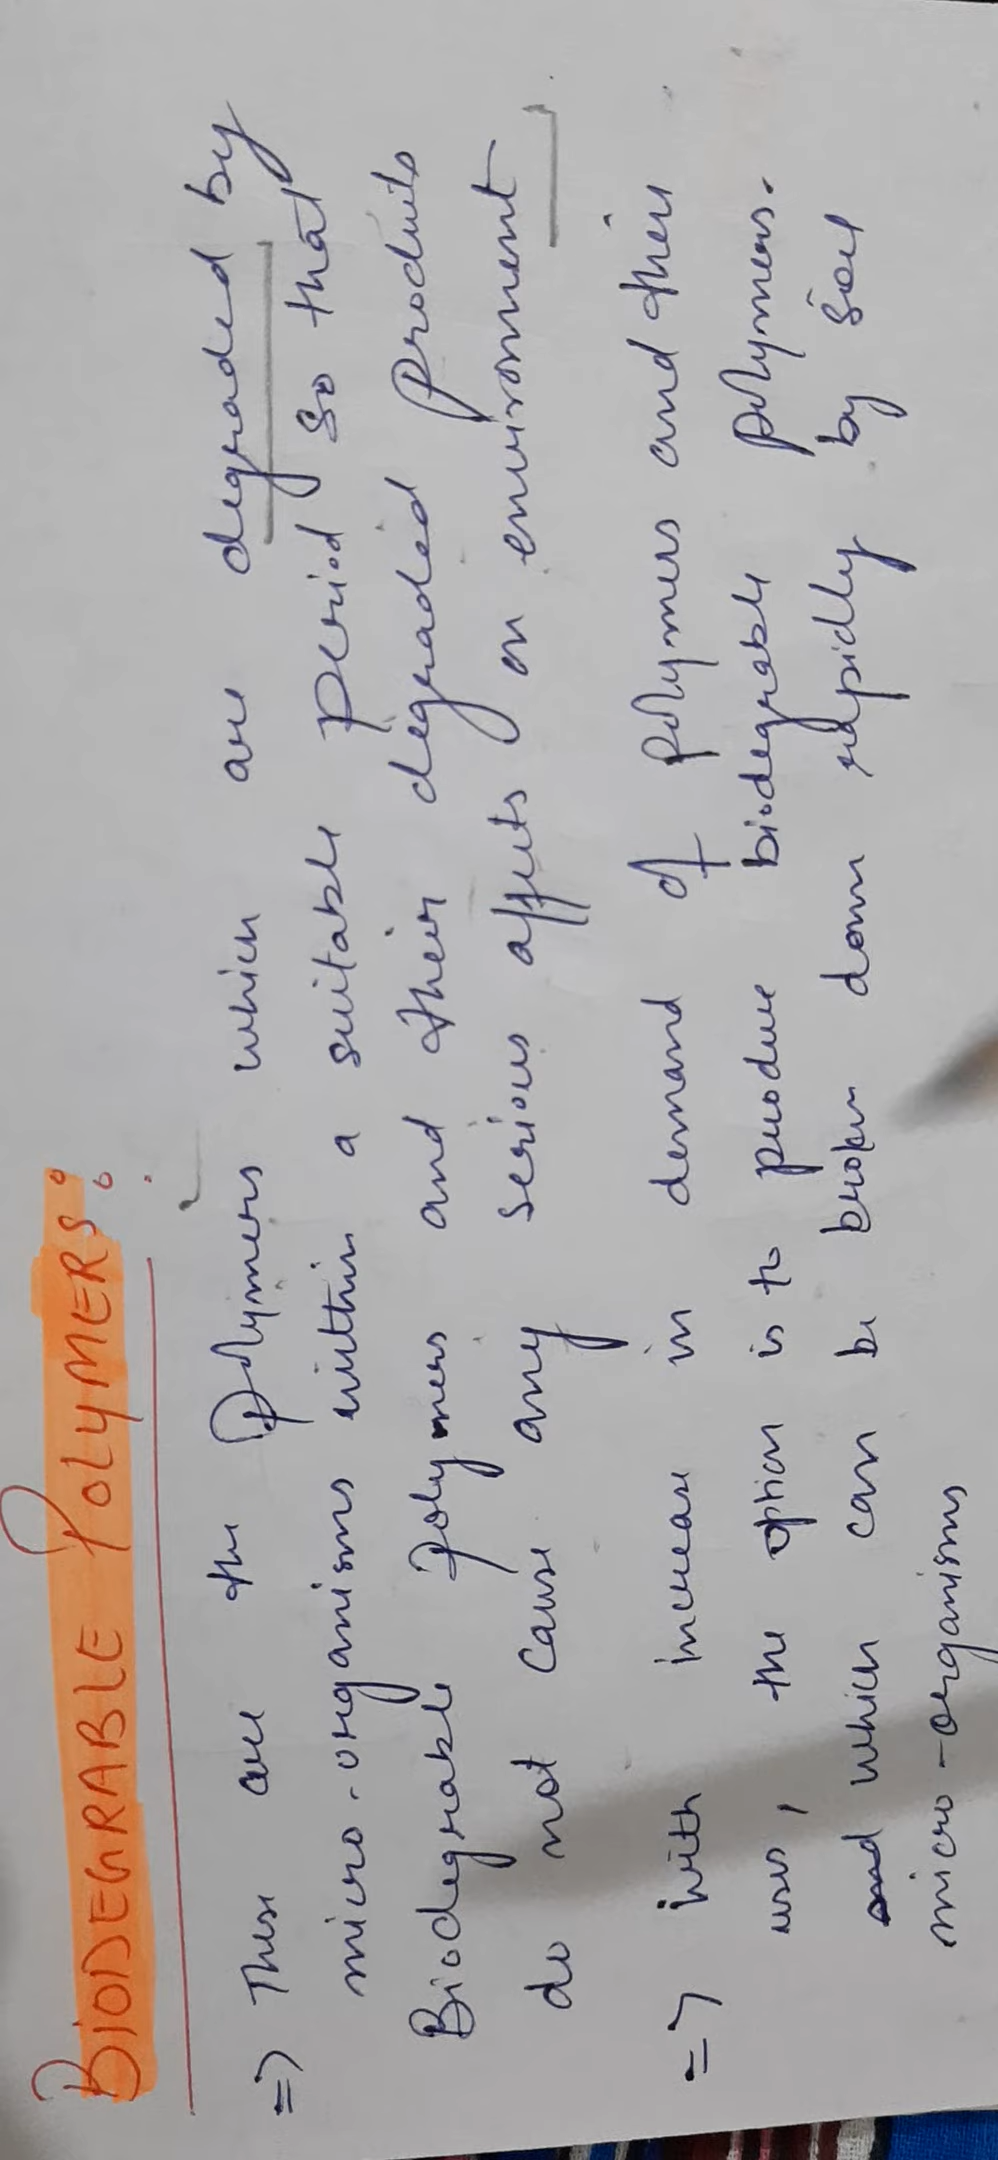 BIODEGRABLE POLYMERS:
=> These are the Polymers which are degraded by
micro-organisms within a suitable period so that
Biodegrable polymers and their degraded products
do not cause any serious affects on environment
=> with increase in demand of polymers and their
uses, the option is to produce biodegrable polymers.
and which can be broken down rapidly by soil
micro-organisms